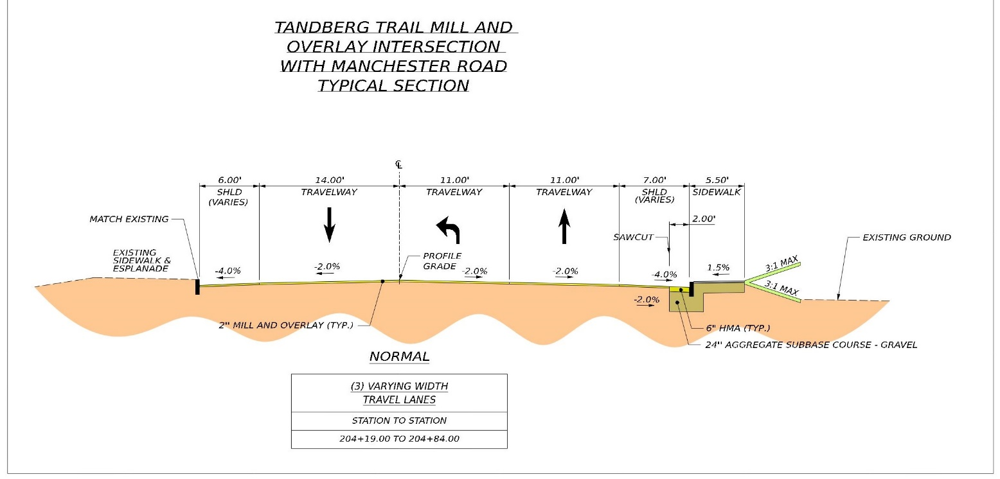 TANDBERG TRAIL MILL AND
OVERLAY INTERSECTION
WITH MANCHESTER ROAD
TYPICAL SECTION
℄
6.00' 14.00' 11.00' 11.00' 7.00' 5.50'
SHLD TRAVELWAY TRAVELWAY TRAVELWAY SHLD SIDEWALK
(VARIES) (VARIES)
MATCH EXISTING
2.00'
SAWCUT
EXISTING GROUND
EXISTING
SIDEWALK &
ESPLANADE
PROFILE
GRADE
-4.0% -2.0% -2.0% -2.0% -4.0% 1.5%
3:1 MAX
3:1 MAX
-2.0%
2" MILL AND OVERLAY (TYP.)
6" HMA (TYP.)
24" AGGREGATE SUBBASE COURSE - GRAVEL
NORMAL
(3) VARYING WIDTH
TRAVEL LANES
STATION TO STATION
204+19.00 TO 204+84.00